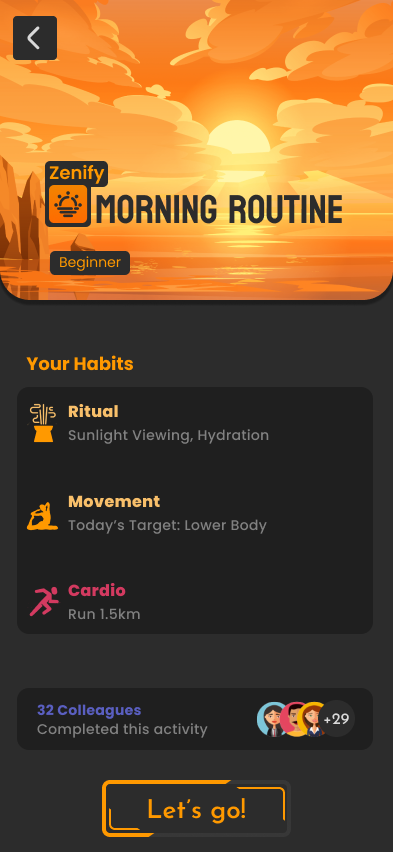 Zenify
MORNING ROUTINE
Beginner
Your Habits
Ritual
Sunlight Viewing, Hydration
Movement
Today’s Target: Lower Body
Cardio
Run 1.5km
32 Colleagues
Completed this activity
+29
Let’s go!